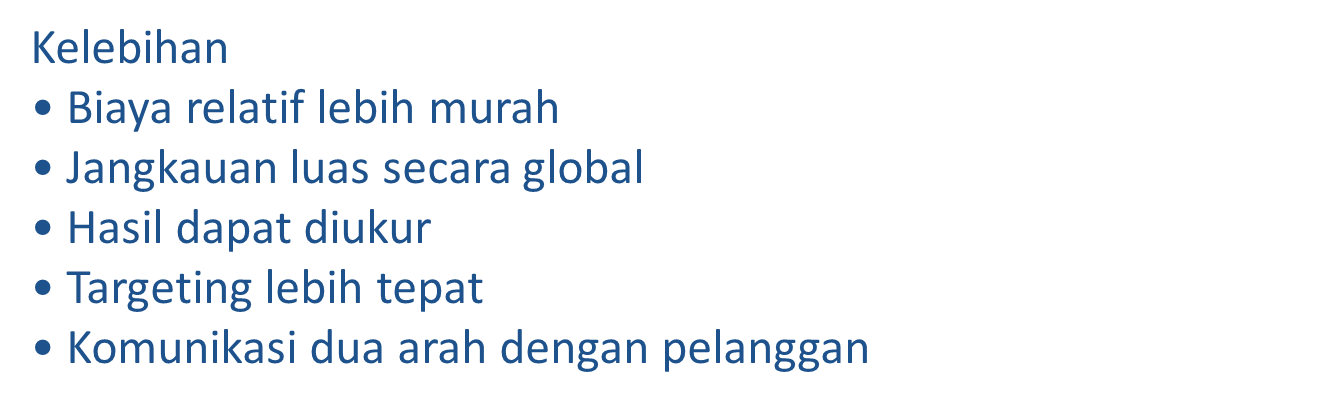 Kelebihan
• Biaya relatif lebih murah
• Jangkauan luas secara global
• Hasil dapat diukur
• Targeting lebih tepat
• Komunikasi dua arah dengan pelanggan